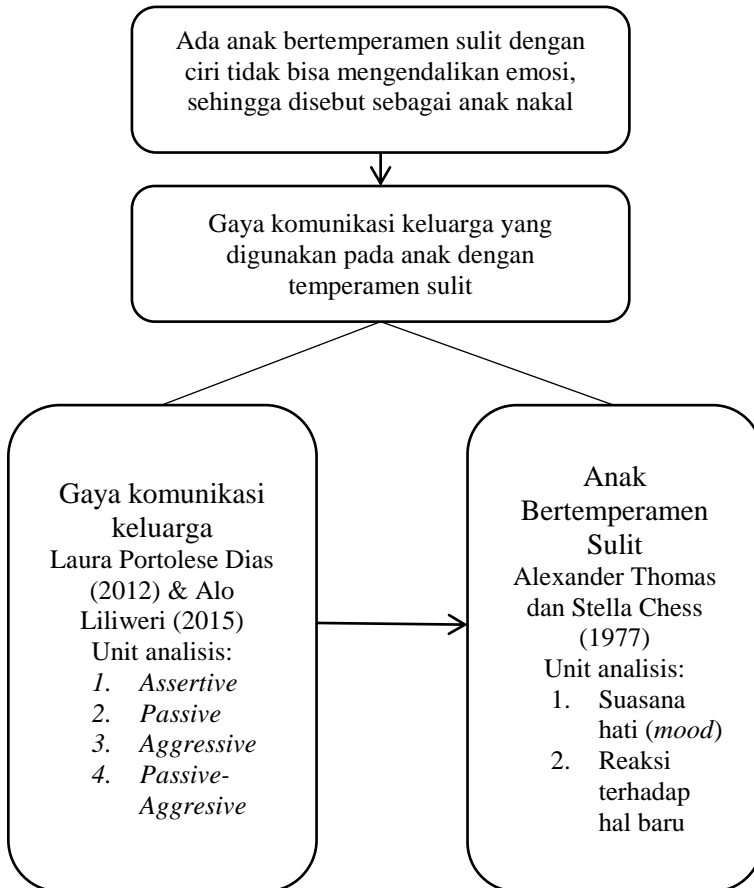 Ada anak bertemperamen sulit dengan
ciri tidak bisa mengendalikan emosi,
sehingga disebut sebagai anak nakal
Gaya komunikasi keluarga yang
digunakan pada anak dengan
temperamen sulit
Gaya komunikasi
keluarga
Laura Portolese Dias
(2012) & Alo
Liliweri (2015)
Unit analisis:
1. Assertive
2. Passive
3. Aggressive
4. Passive-
Aggresive
Anak
Bertemperamen
Sulit
Alexander Thomas
dan Stella Chess
(1977)
Unit analisis:
1. Suasana
hati (mood)
2. Reaksi
terhadap
hal baru